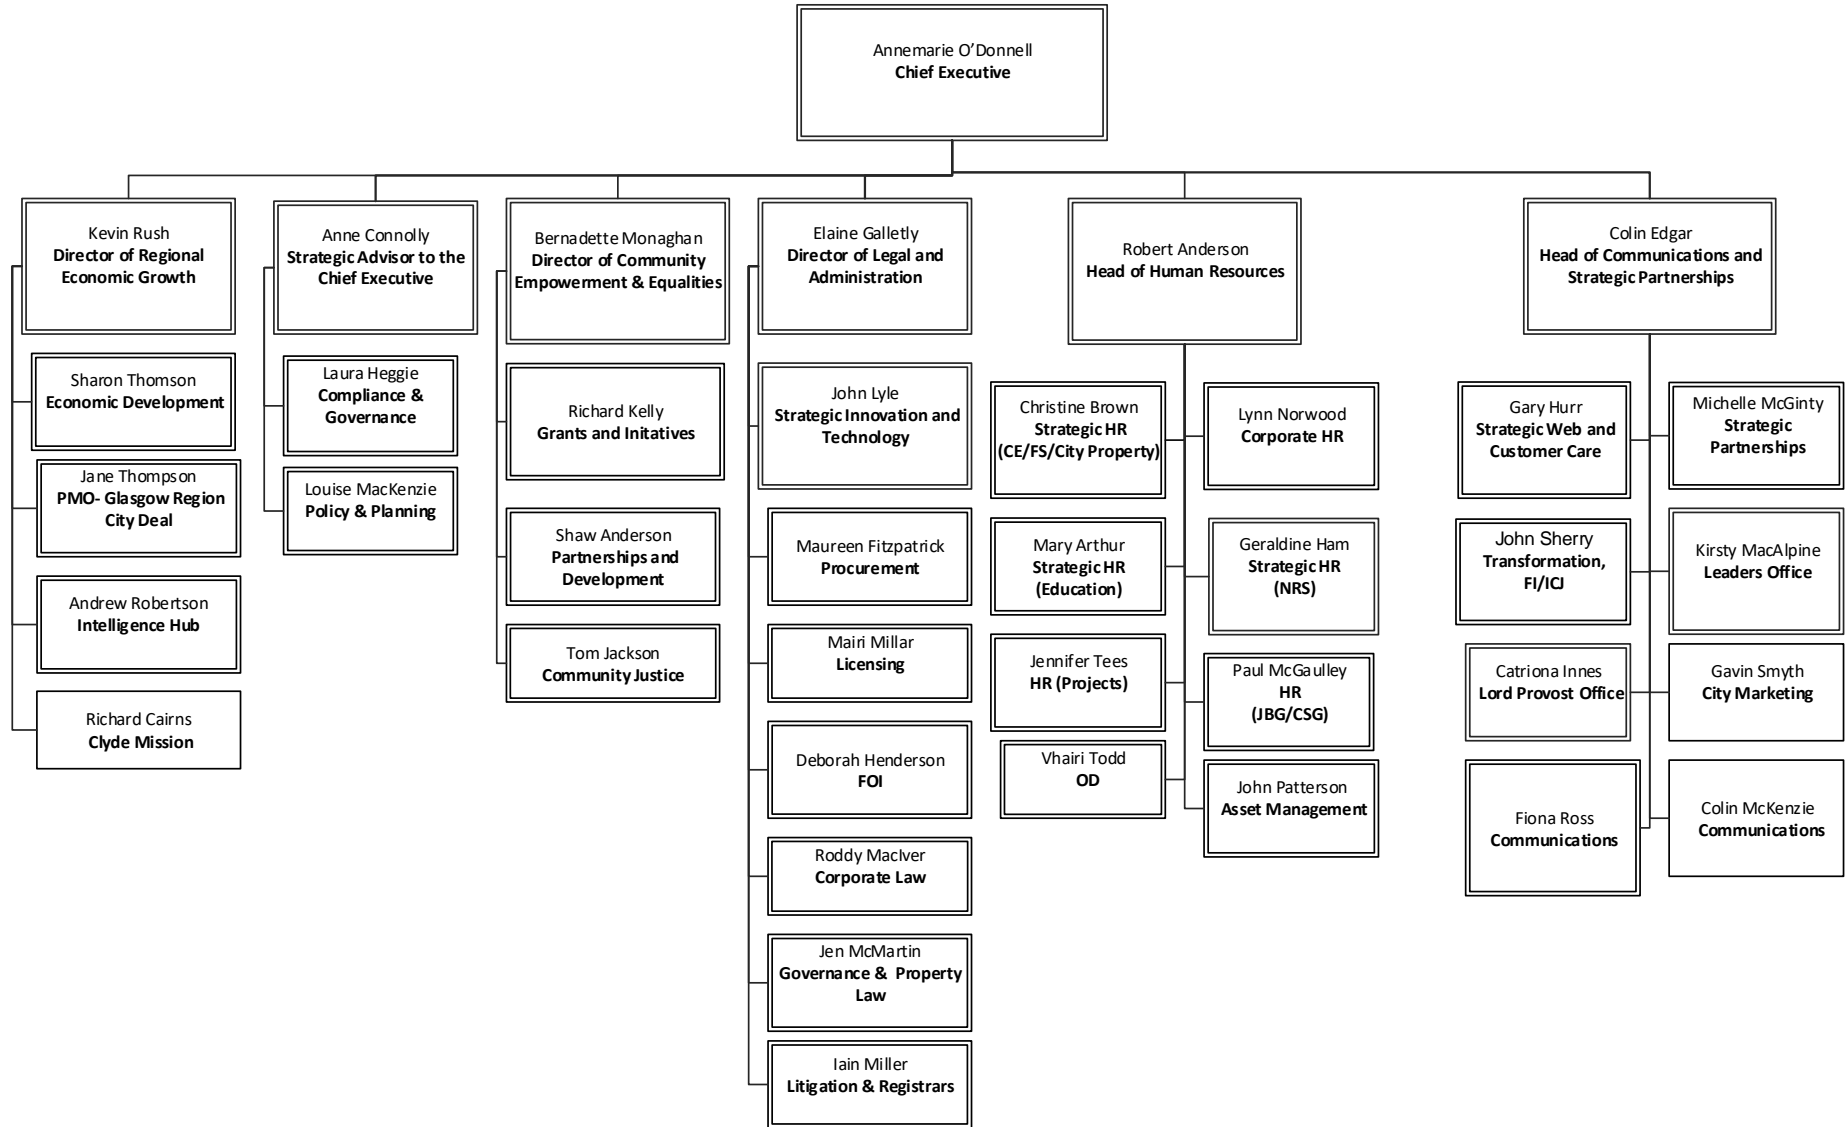 Annemarie O’Donnell
Chief Executive
Kevin Rush
Director of Regional
Economic Growth
Sharon Thomson
Economic Development
Jane Thompson
PMO- Glasgow Region
City Deal
Andrew Robertson
Intelligence Hub
Richard Cairns
Clyde Mission
Anne Connolly
Strategic Advisor to the
Chief Executive
Laura Heggie
Compliance &
Governance
Louise MacKenzie
Policy & Planning
Bernadette Monaghan
Director of Community
Empowerment & Equalities
Richard Kelly
Grants and Initatives
Shaw Anderson
Partnerships and
Development
Tom Jackson
Community Justice
Elaine Galletly
Director of Legal and
Administration
John Lyle
Strategic Innovation and
Technology
Maureen Fitzpatrick
Procurement
Mairi Millar
Licensing
Deborah Henderson
FOI
Roddy MacIver
Corporate Law
Jen McMartin
Governance & Property
Law
Iain Miller
Litigation & Registrars
Robert Anderson
Head of Human Resources
Christine Brown
Strategic HR
(CE/FS/City Property)
Lynn Norwood
Corporate HR
Mary Arthur
Strategic HR
(Education)
Geraldine Ham
Strategic HR
(NRS)
Jennifer Tees
HR (Projects)
Paul McGaulley
HR
(JBG/CSG)
Vhairi Todd
OD
John Patterson
Asset Management
Colin Edgar
Head of Communications and
Strategic Partnerships
Gary Hurr
Strategic Web and
Customer Care
Michelle McGinty
Strategic
Partnerships
John Sherry
Transformation,
FI/ICJ
Kirsty MacAlpine
Leaders Office
Catriona Innes
Lord Provost Office
Gavin Smyth
City Marketing
Fiona Ross
Communications
Colin McKenzie
Communications